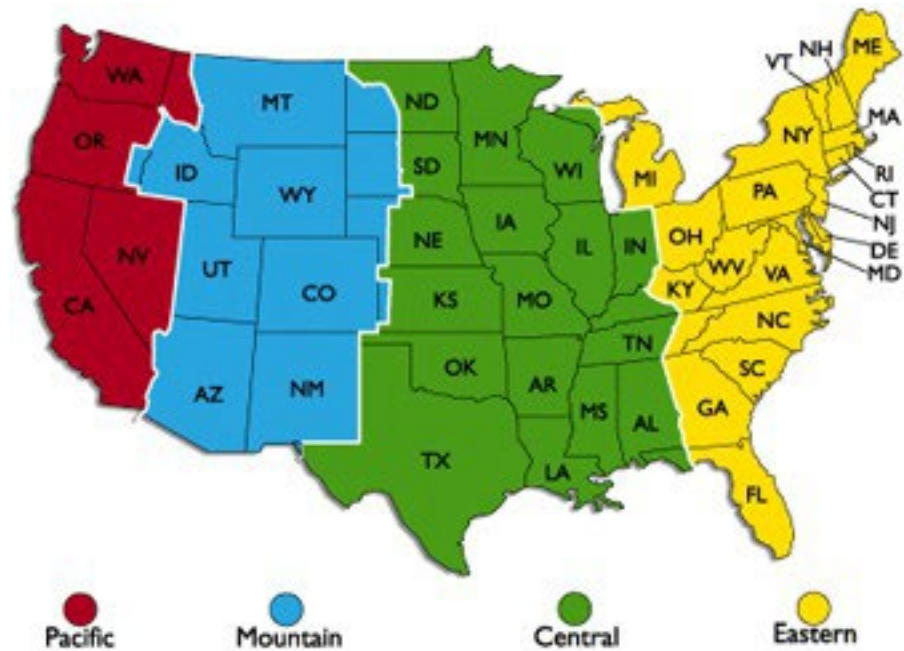 ME
NH
VT
WA
MT
ND
MN
OR
MA
NY
SD
WI
ID
MI
RI
WY
PA
CT
IA
NJ
NE
OH
NV
IL
IN
DE
UT
WV
MD
CO
VA
KY
CA
KS
MO
NC
TN
OK
SC
AZ
NM
AR
GA
MS
AL
TX
LA
FL
Pacific
Mountain
Central
Eastern